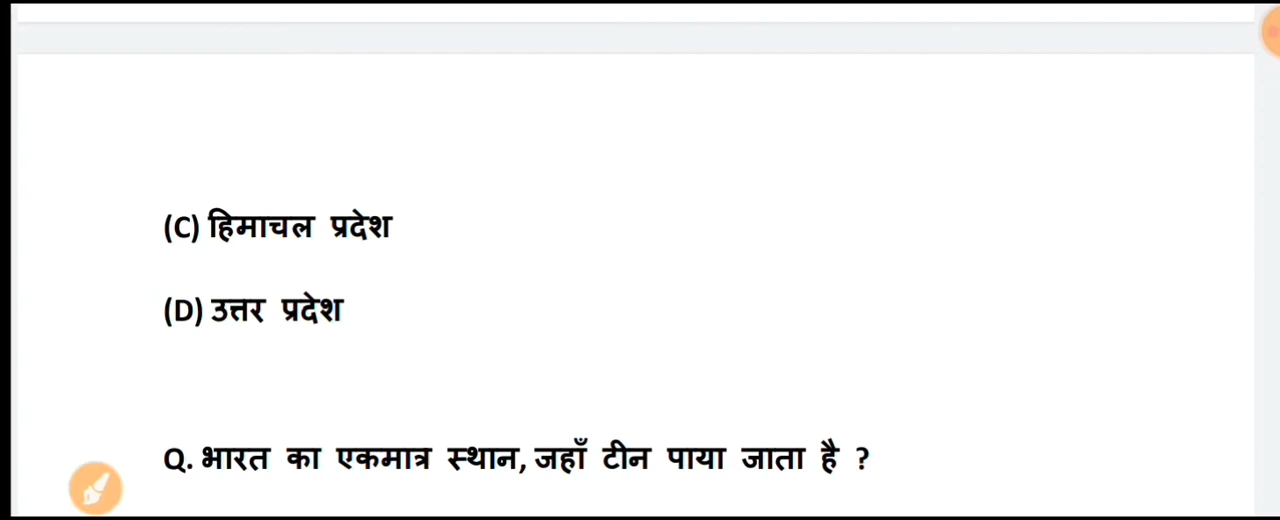 (C) हिमाचल प्रदेश
(D) उत्तर प्रदेश
Q. भारत का एकमात्र स्थान, जहाँ टीन पाया जाता है ?